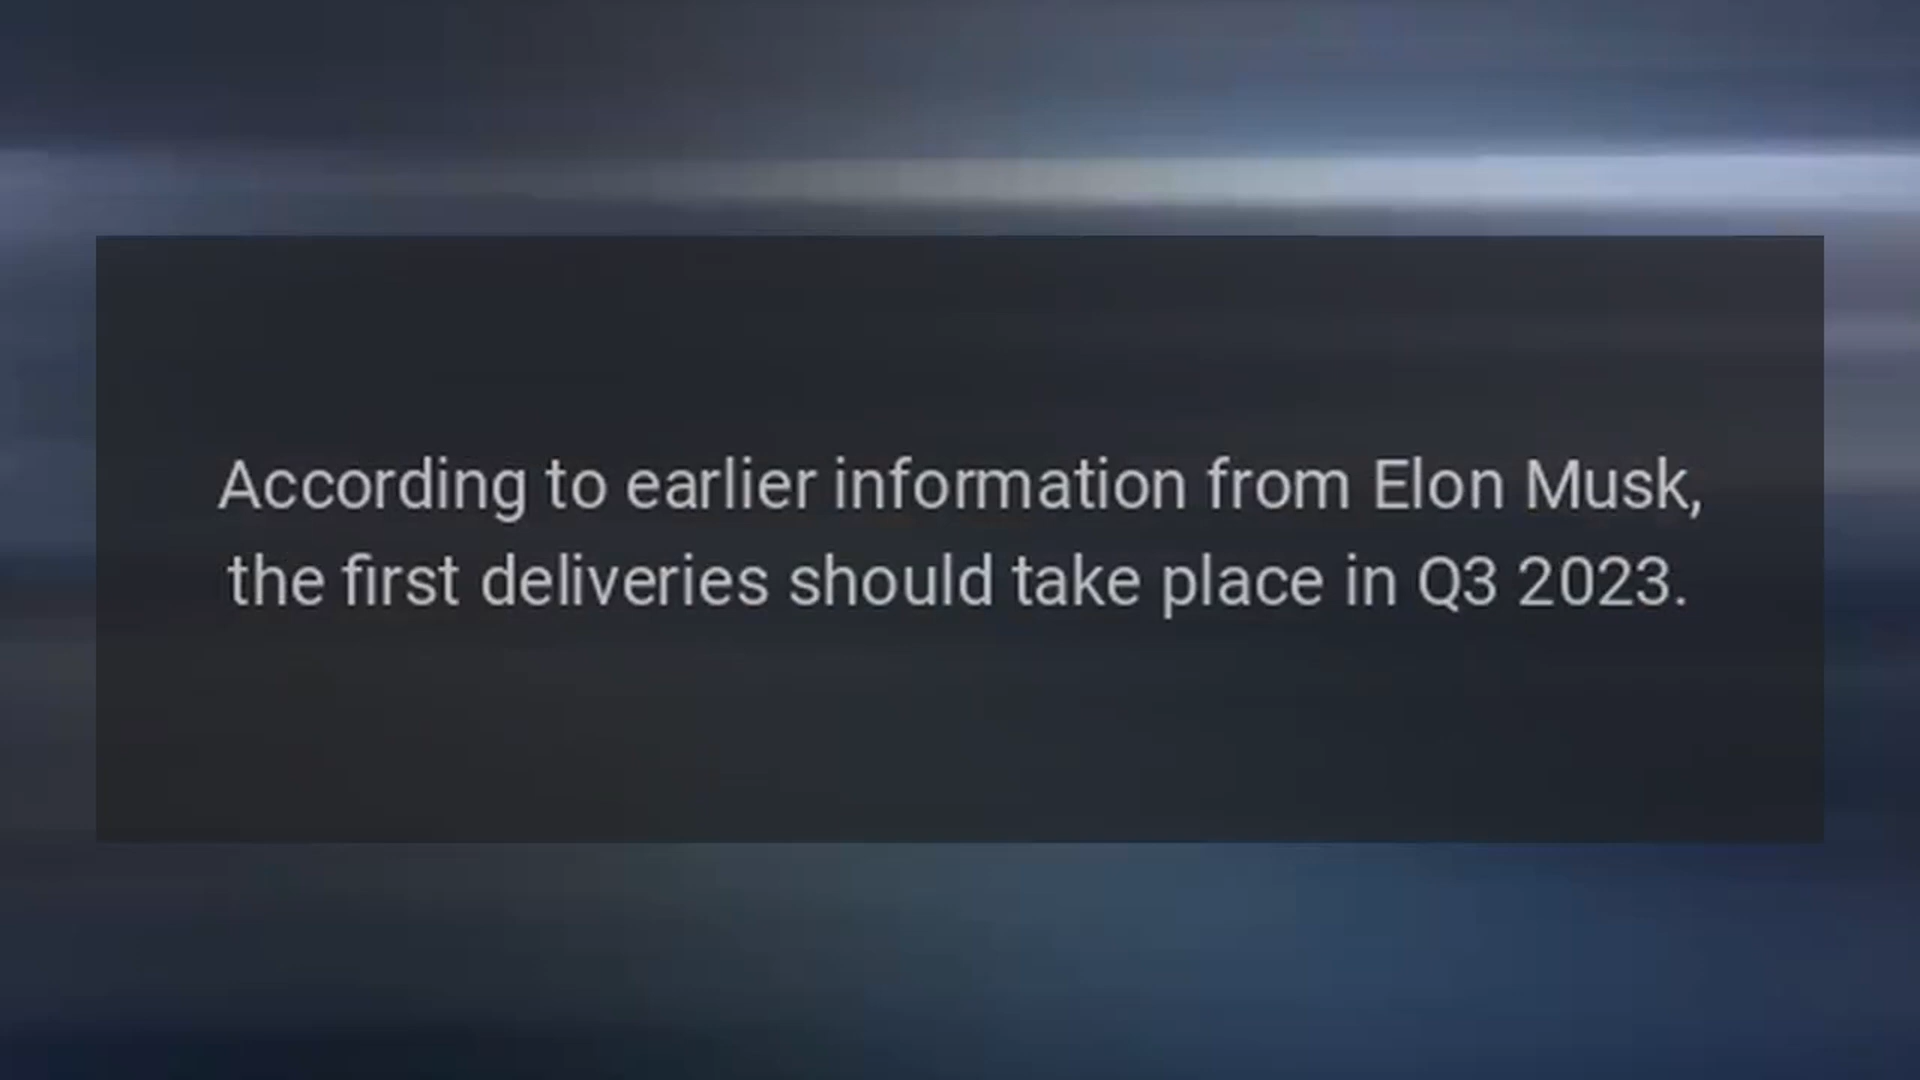 According to earlier information from Elon Musk,
the first deliveries should take place in Q3 2023.